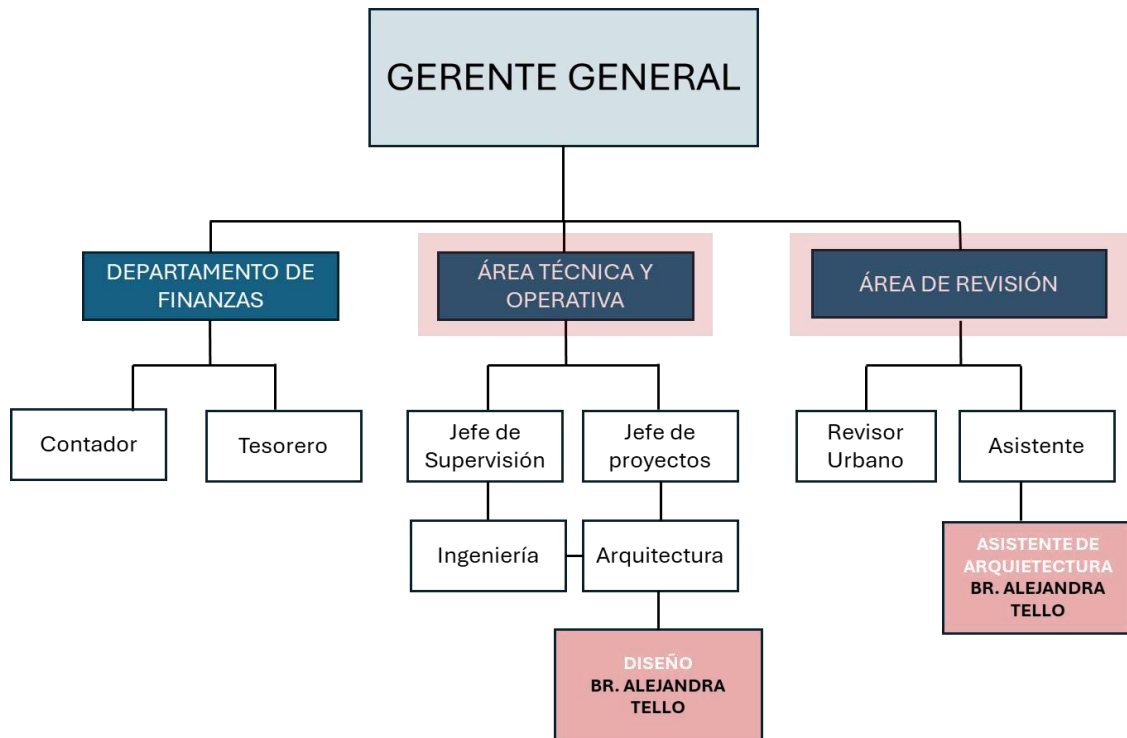 GERENTE GENERAL
DEPARTAMENTO DE
FINANZAS
ÁREA TÉCNICA Y
OPERATIVA
ÁREA DE REVISIÓN
Contador
Tesorero
Jefe de
Supervisión
Jefe de
proyectos
Revisor
Urbano
Asistente
Ingeniería
Arquitectura
ASISTENTE DE
ARQUIETECTURA
BR. ALEJANDRA
TELLO
DISEÑO
BR. ALEJANDRA
TELLO